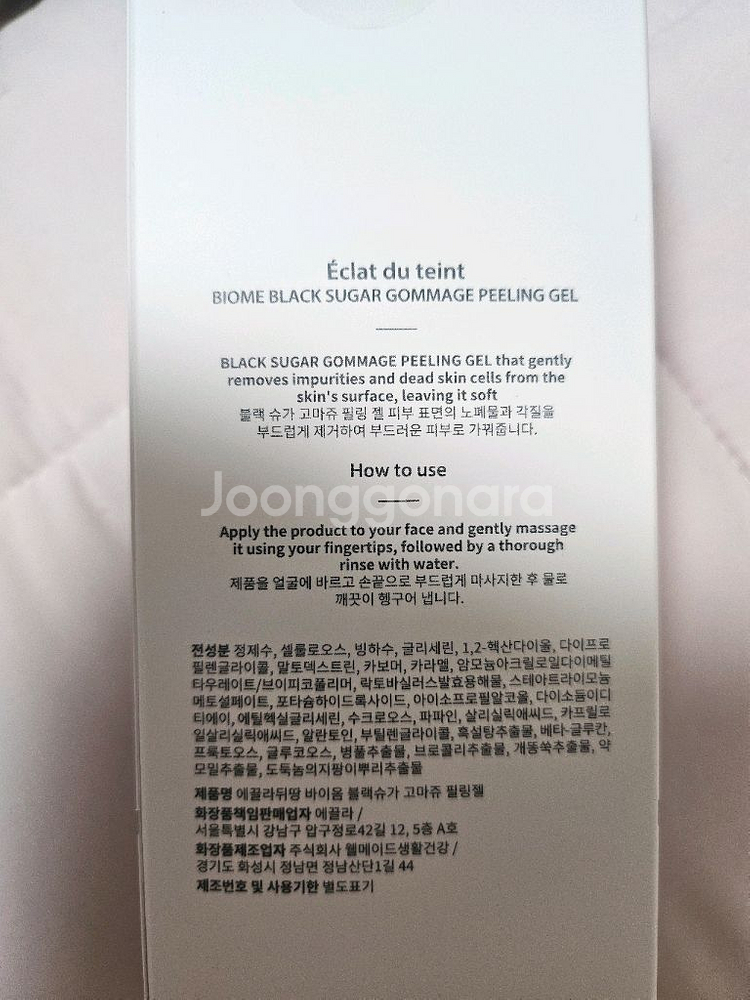 Éclat du teint
BIOME BLACK SUGAR GOMMAGE PEELING GEL
BLACK SUGAR GOMMAGE PEELING GEL that gently
removes impurities and dead skin cells from the
skin's surface, leaving it soft
블랙 슈가 고마쥬 필링 젤 피부 표면의 노폐물과 각질을
부드럽게 제거하여 부드러운 피부로 가꿔줍니다.
How to use
Joonggonara
Apply the product to your face and gently massage
it using your fingertips, followed by a thorough
rinse with water.
제품을 얼굴에 바르고 손끝으로 부드럽게 마사지한 후 물로
깨끗이 헹구어 냅니다.
전성분 정제수, 셀룰로오스, 빙하수, 글리세린, 1,2-헥산다이올, 다이프로
필렌글라이콜, 말토덱스트린, 카보머, 카라멜, 암모늄아크릴로일다이메틸
타우레이트/브이피코폴리머, 락토바실러스발효용해물, 스테아트라이모늄
메토설페이트, 포타슘하이드록사이드, 아이소프로필알코올, 다이소듐이디
티에이, 에틸헥실글리세린, 수크로오스, 파파인, 살리실릭애씨드, 카프릴로
일살리실릭애씨드, 알란토인, 부틸렌글라이콜, 흑설탕추출물, 베타-글루칸,
프룩토오스, 글루코오스, 병풀추출물, 브로콜리추출물, 개똥쑥추출물, 약
모밀추출물, 도둑놈의지팡이뿌리추출물
제품명 에끌라뒤땅 바이옴 블랙슈가 고마쥬 필링젤
화장품책임판매업자 에끌라 /
서울특별시 강남구 압구정로42길 12, 5층 A호
화장품제조업자 주식회사 웰메이드생활건강 /
경기도 화성시 정남면 정남산단1길 44
제조번호 및 사용기한 별도표기